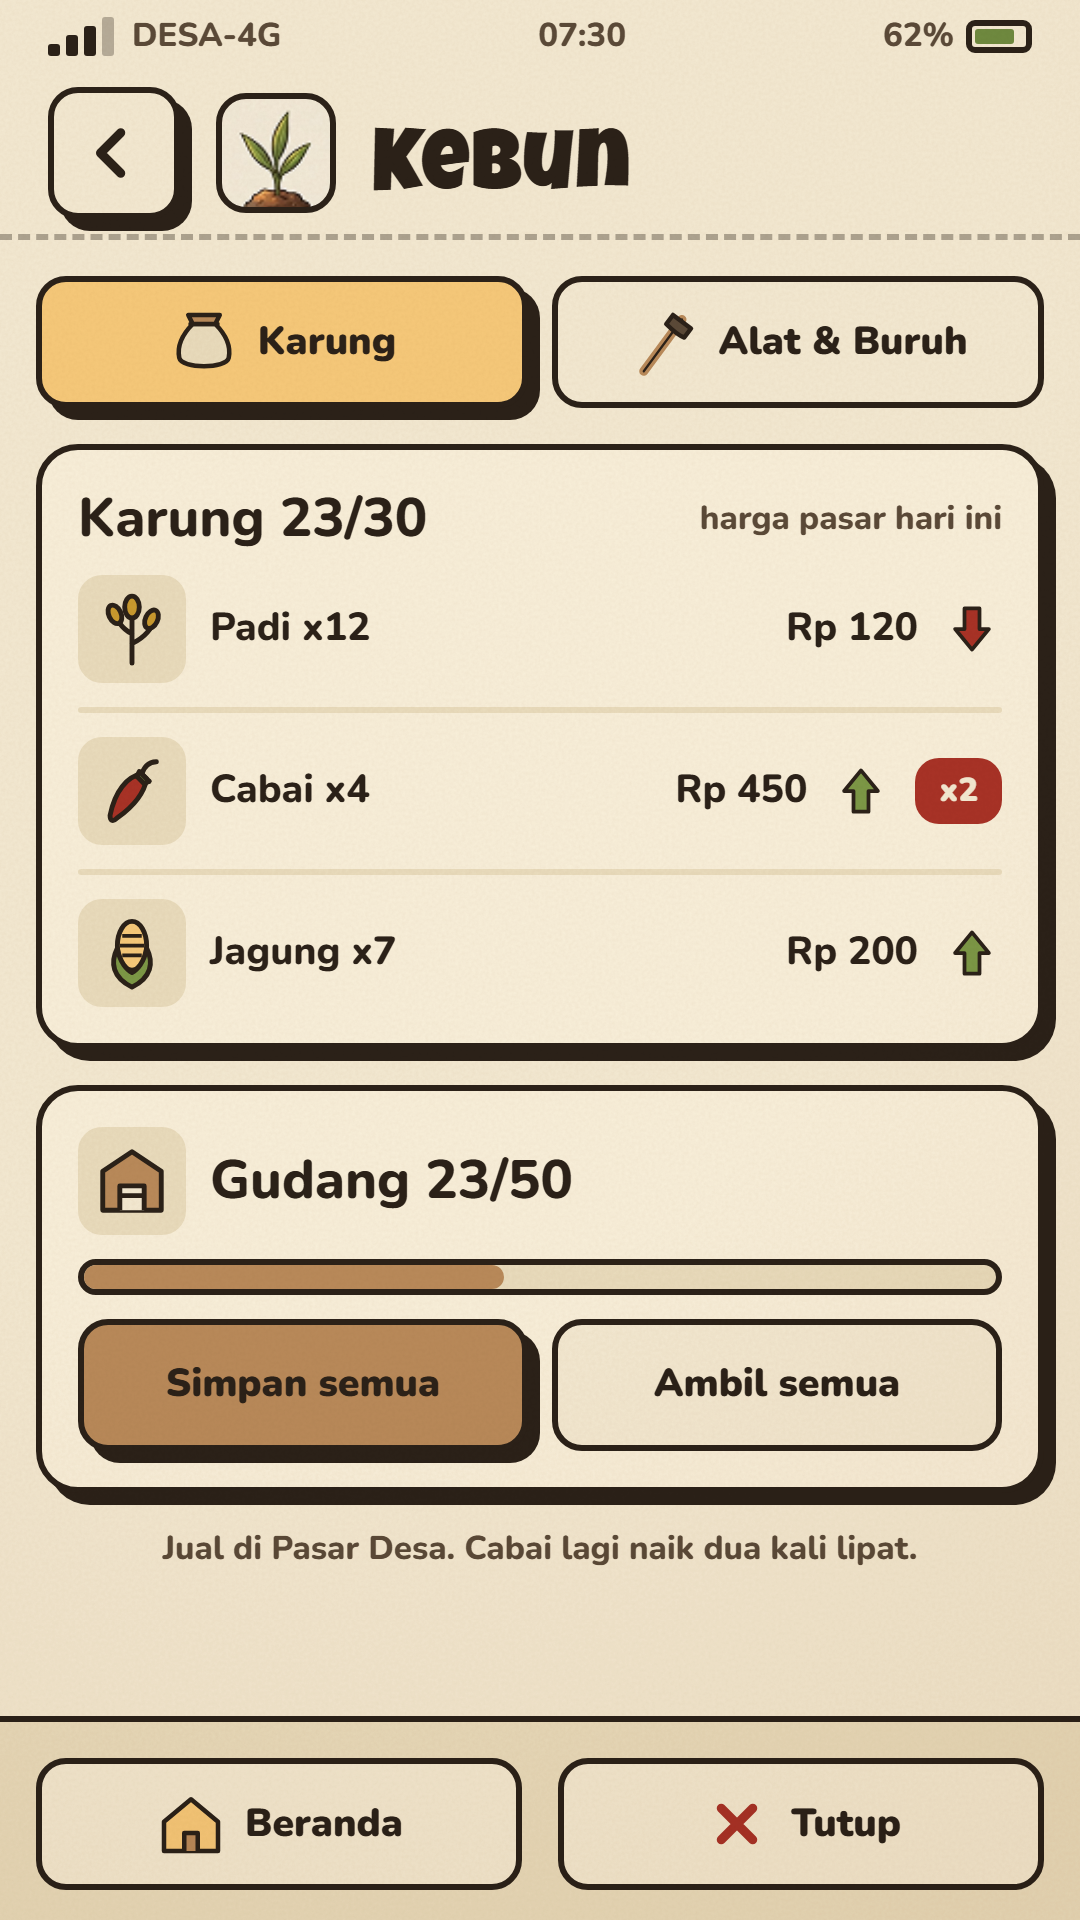 DESA-4G
07:30
62%
Kebun
Karung
Alat & Buruh
Karung 23/30
harga pasar hari ini
Padi x12
Rp 120
Cabai x4
Rp 450
x2
Jagung x7
Rp 200
Gudang 23/50
Simpan semua
Ambil semua
Jual di Pasar Desa. Cabai lagi naik dua kali lipat.
Beranda
Tutup